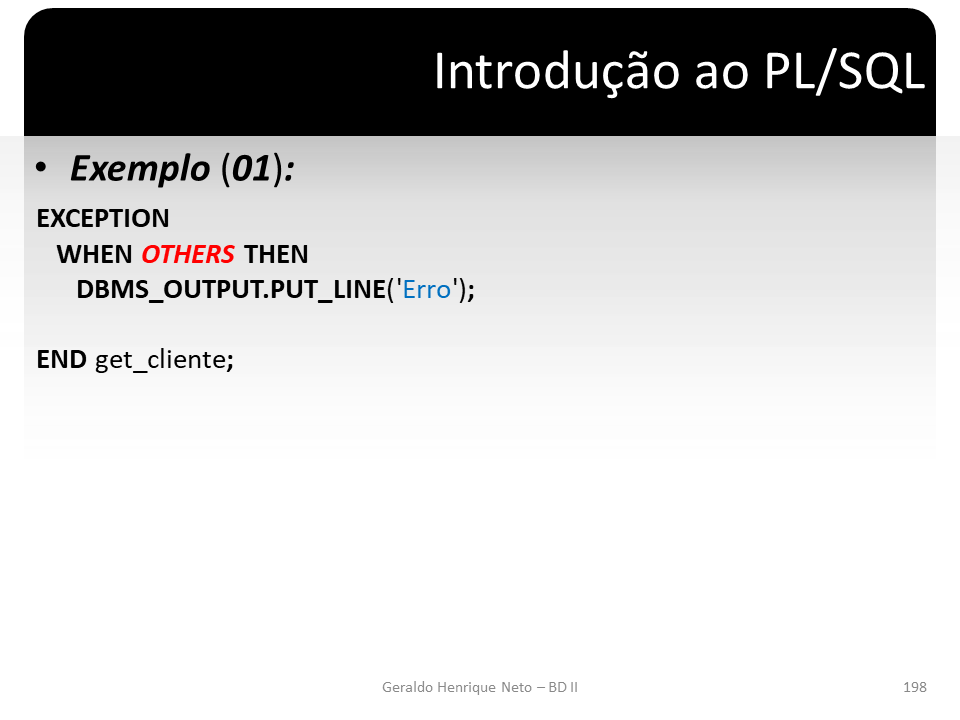 Introdução ao PL/SQL
• Exemplo (01):
EXCEPTION
WHEN OTHERS THEN
DBMS_OUTPUT.PUT_LINE('Erro');
END get_cliente;
Geraldo Henrique Neto – BD II
198